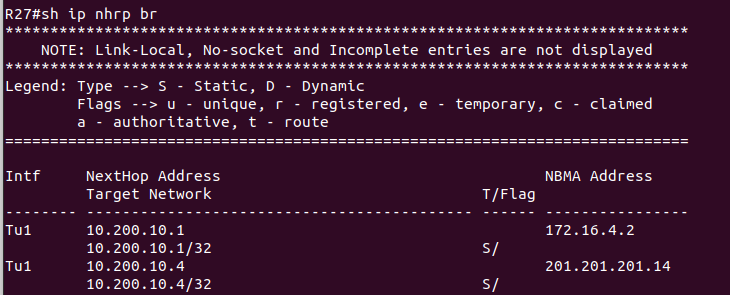 R27#sh ip nhrp br
****************************************************************************
    NOTE: Link-Local, No-socket and Incomplete entries are not displayed
****************************************************************************
Legend: Type --> S - Static, D - Dynamic
        Flags --> u - unique, r - registered, e - temporary, c - claimed
        a - authoritative, t - route
============================================================================
Intf     NextHop Address                                    NBMA Address
         Target Network                              T/Flag
-------- ------------------------------------------- ------ ----------------
Tu1      10.200.10.1                                        172.16.4.2
         10.200.10.1/32                              S/
Tu1      10.200.10.4                                        201.201.201.14
         10.200.10.4/32                              S/